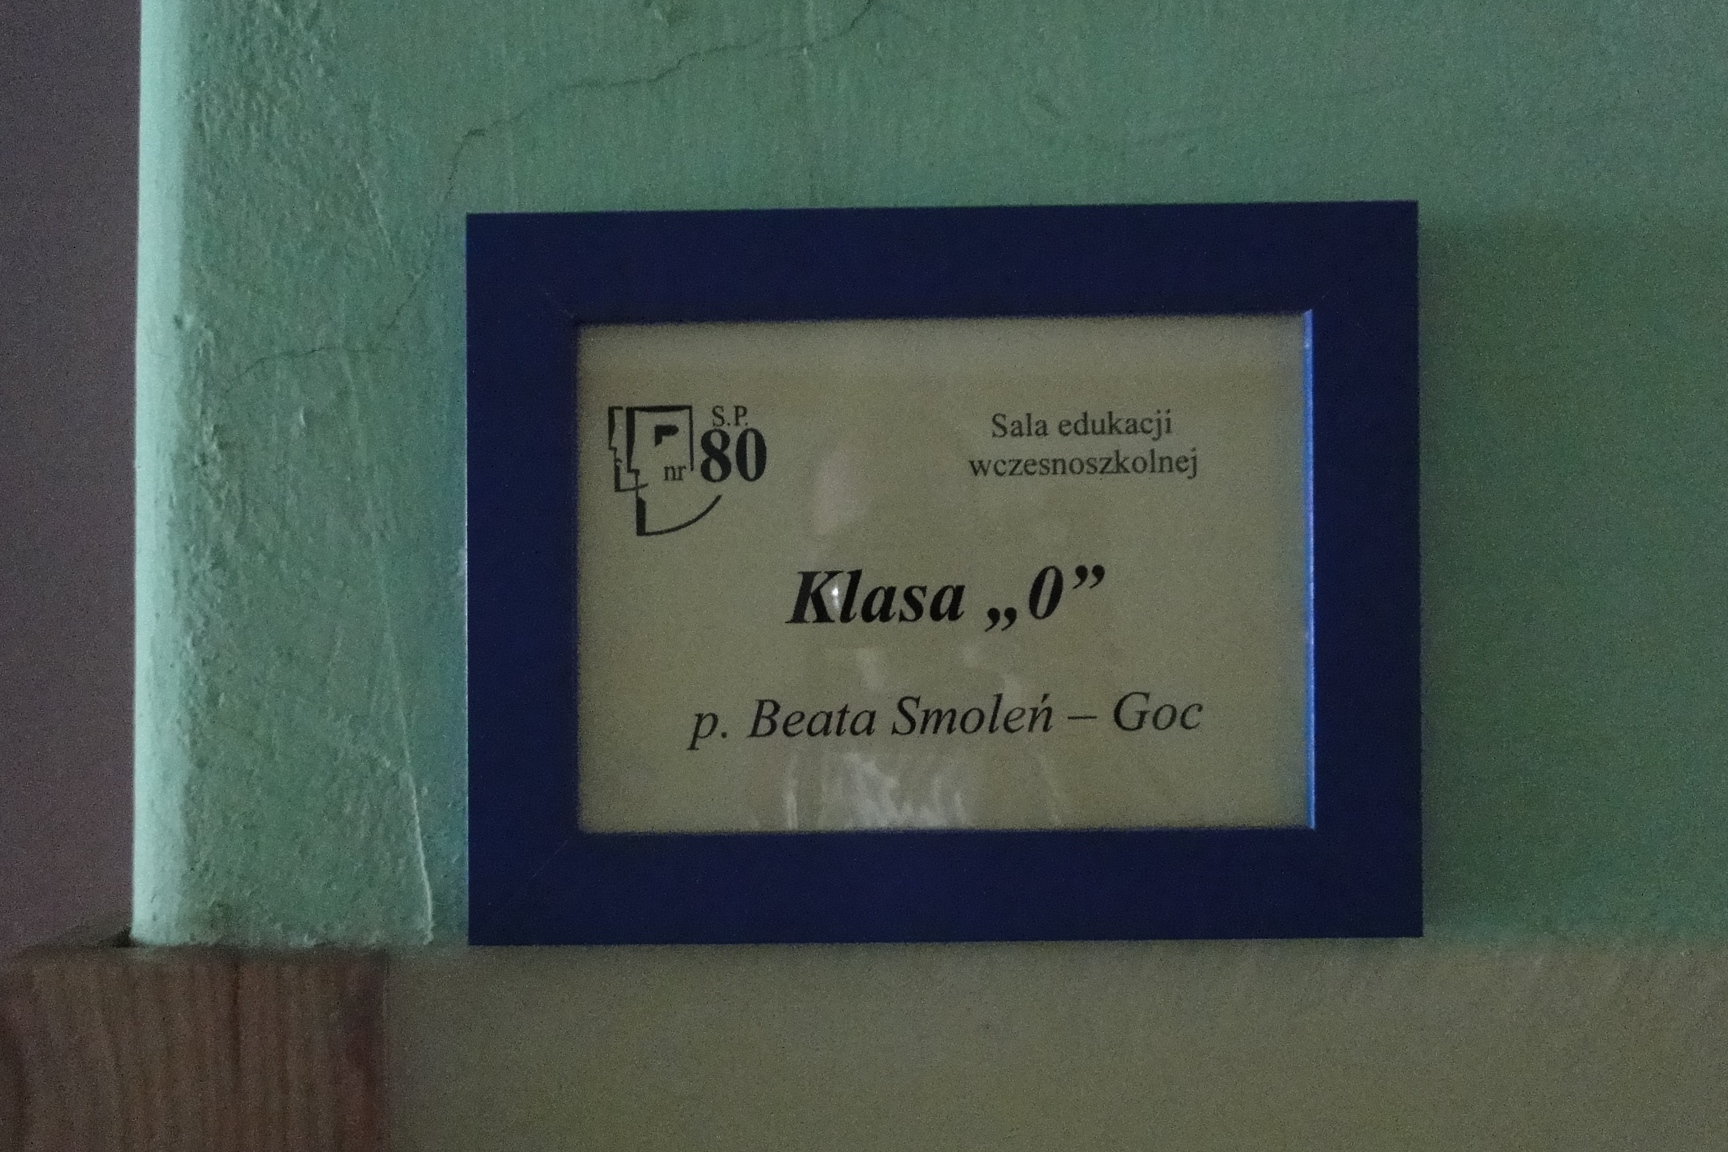 S.P.
P nr 80
Sala edukacji
wczesnoszkolnej
Klasa „0”
p. Beata Smoleń – Goc